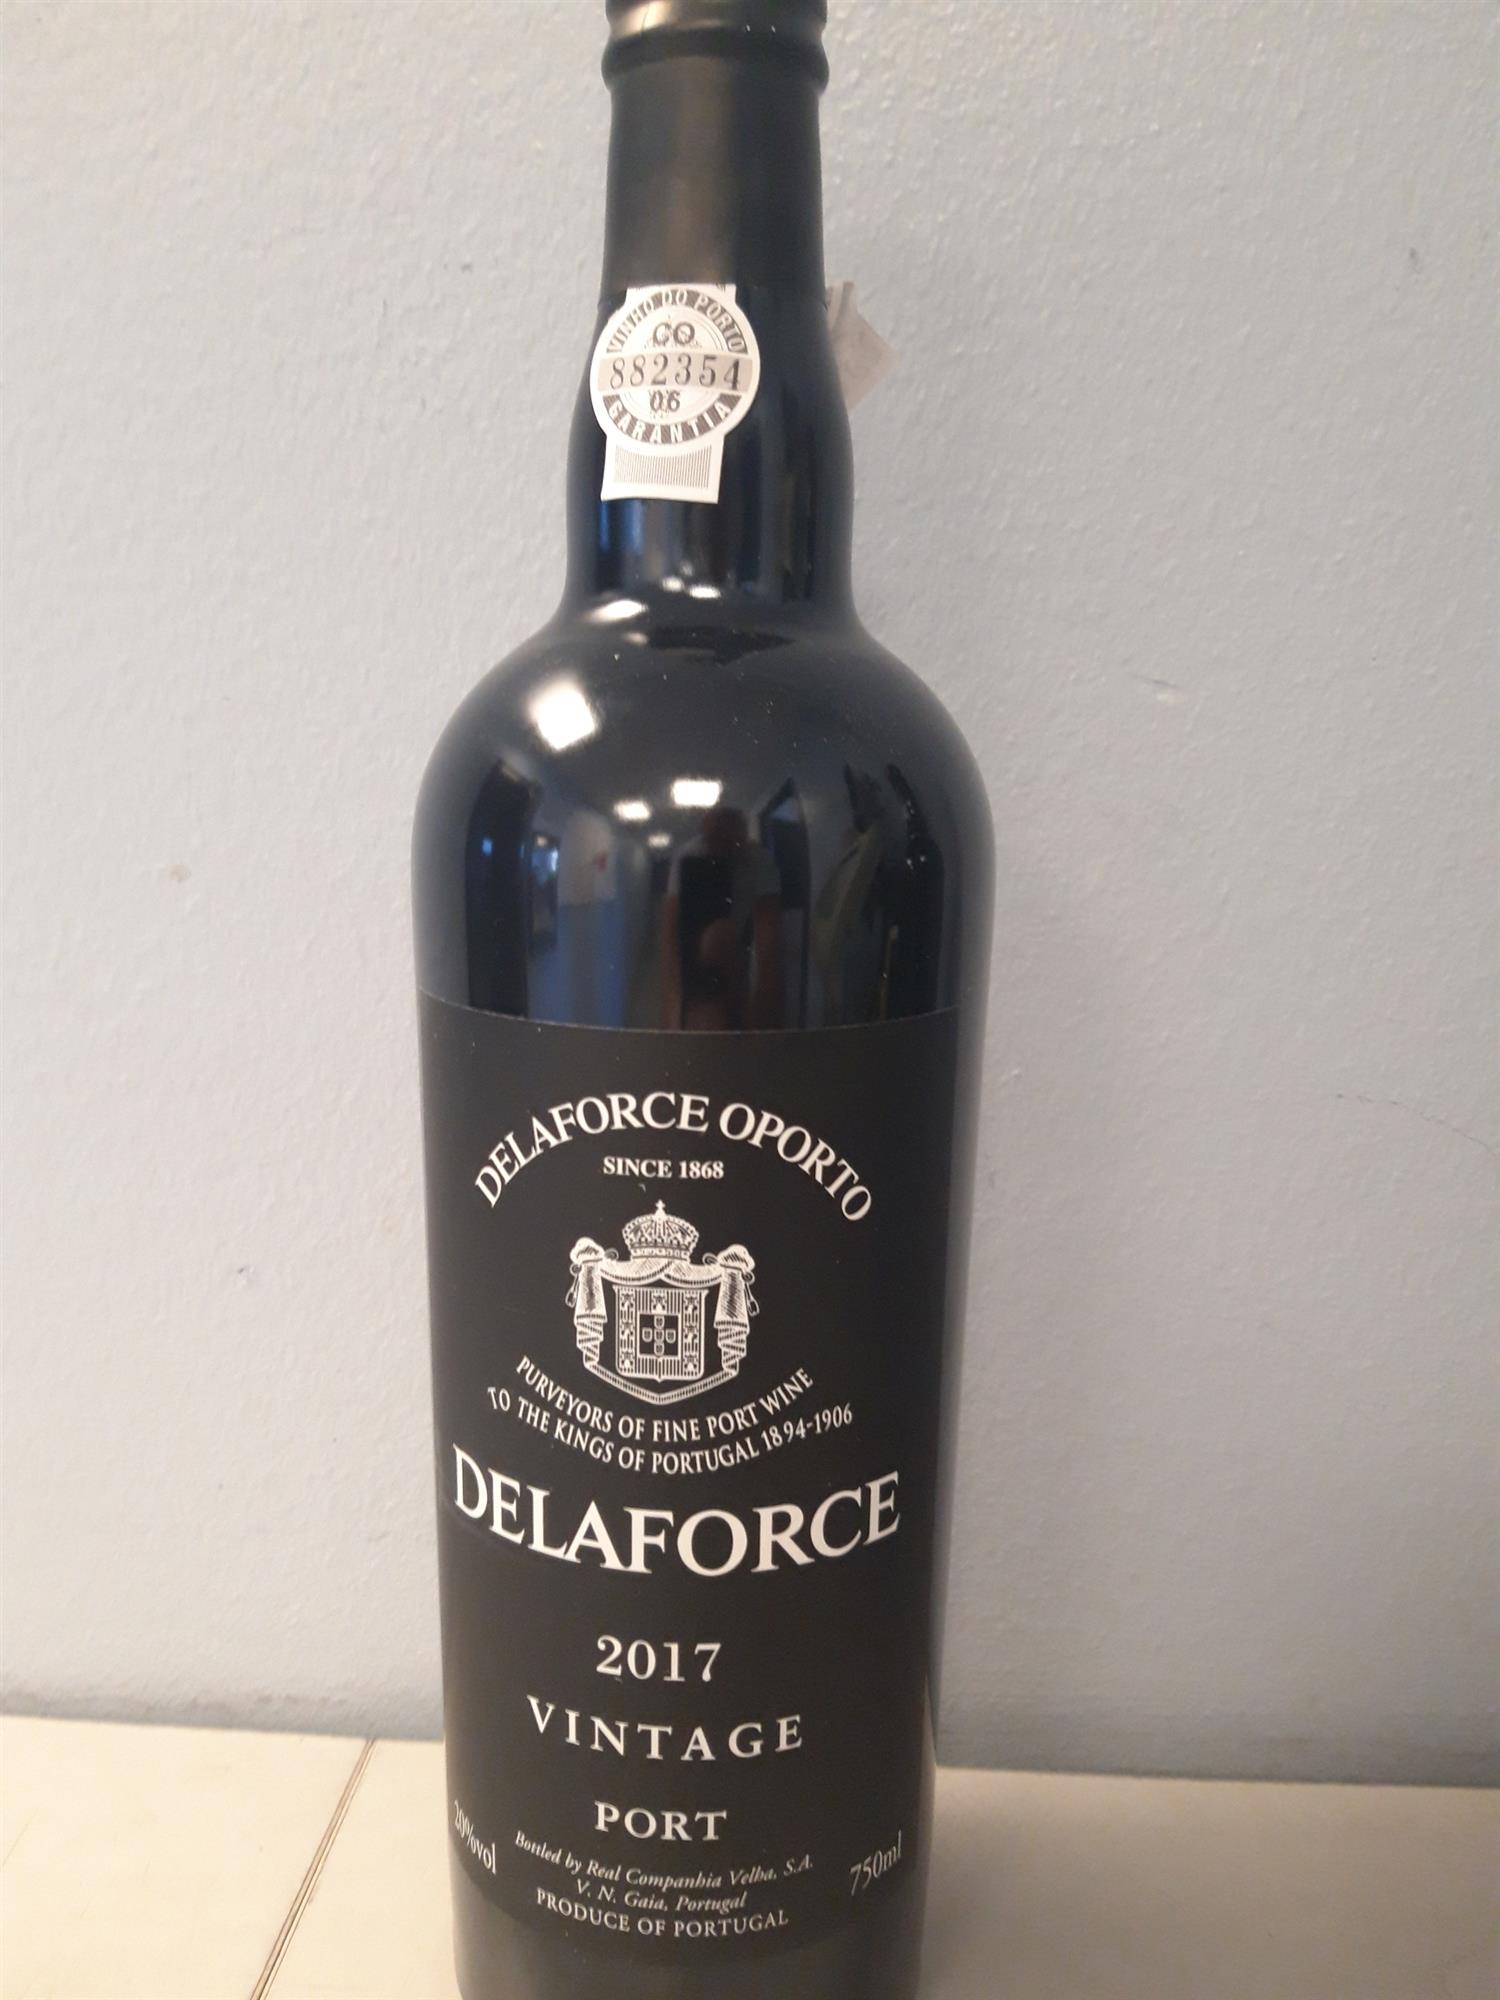 VINHO DO PORTO
CO
882354
06
GARANTIA
DELAFORCE OPORTO
SINCE 1868
PURVEYORS OF FINE PORT WINE
TO THE KINGS OF PORTUGAL 1894-1906
DELAFORCE
2017
VINTAGE
PORT
20%vol
Bottled by Real Companhia Velha, S.A.
V. N. Gaia, Portugal
750ml
PRODUCE OF PORTUGAL